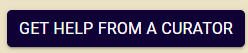 GET HELP FROM A CURATOR